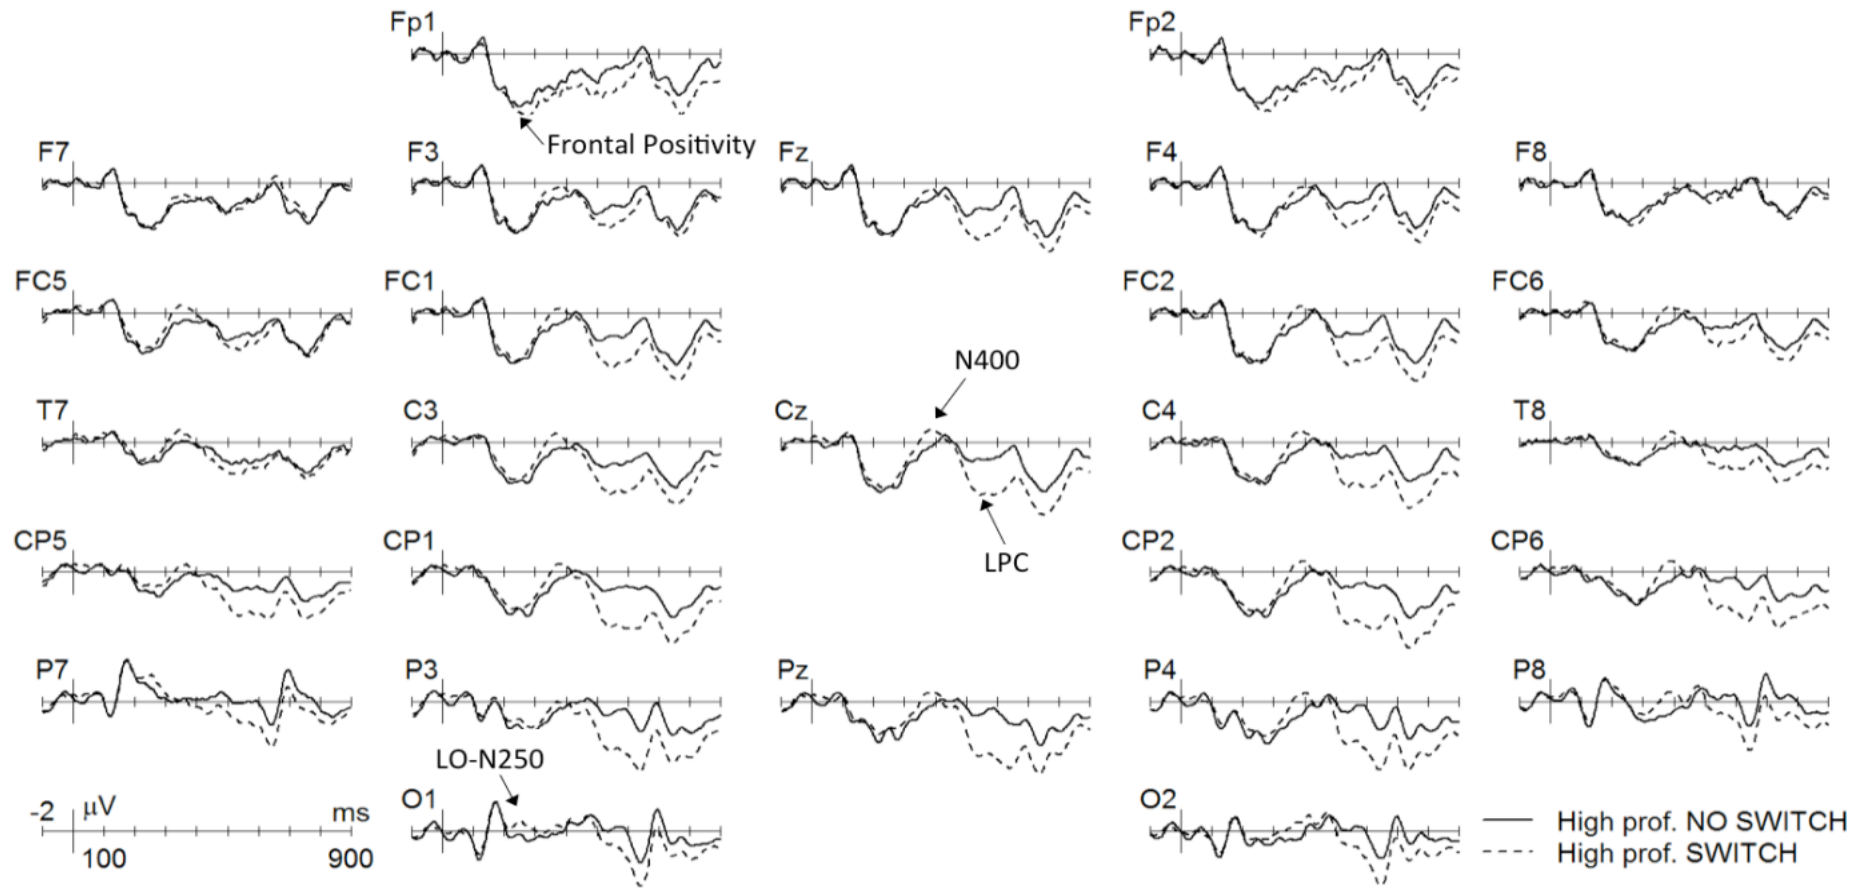 Fp1
Fp2
Frontal Positivity
F7
F3
Fz
F4
F8
FC5
FC1
FC2
FC6
N400
T7
C3
Cz
C4
T8
LPC
CP5
CP1
CP2
CP6
P7
P3
Pz
P4
P8
LO-N250
O1
O2
-2 μV ms
100 900
High prof. NO SWITCH
High prof. SWITCH